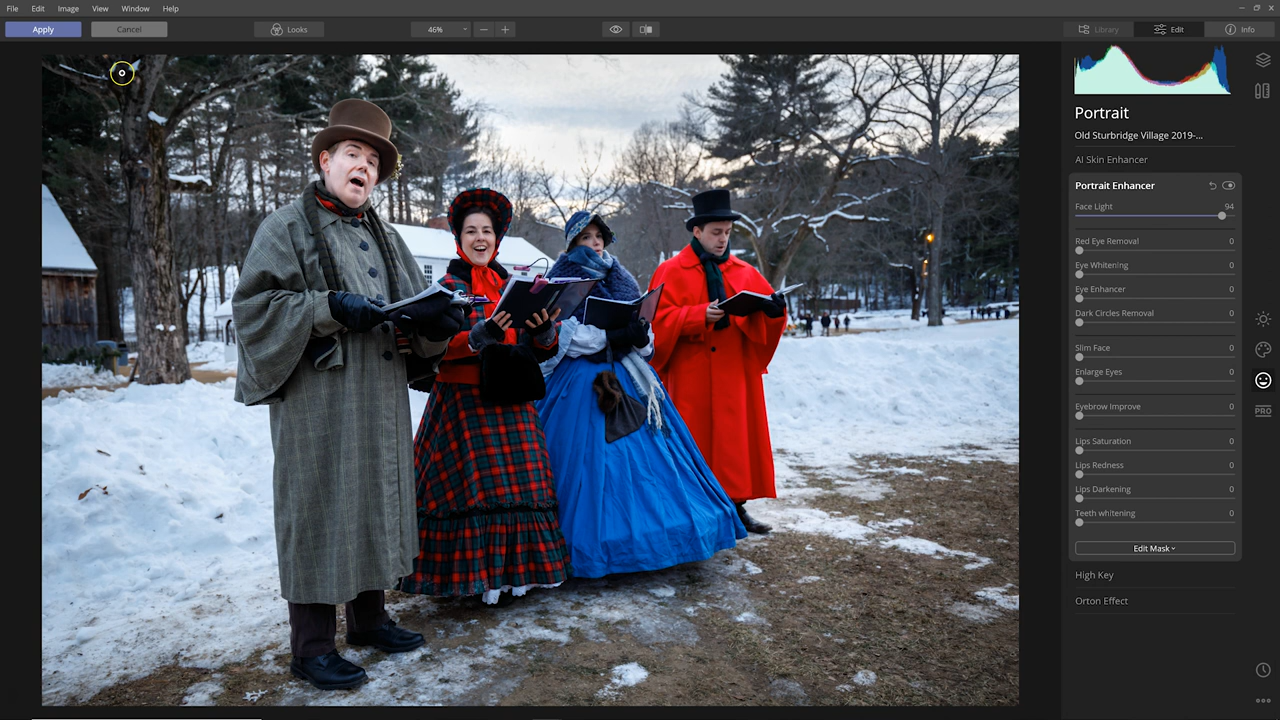 File Edit Image View Window Help
Apply Cancel Looks 46% Library Edit Info
Portrait
Old Sturbridge Village 2019-...
AI Skin Enhancer
Portrait Enhancer
Face Light 94
Red Eye Removal 0
Eye Whitening 0
Eye Enhancer 0
Dark Circles Removal 0
Slim Face 0
Enlarge Eyes 0
Eyebrow Improve 0
PRO
Lips Saturation 0
Lips Redness 0
Lips Darkening 0
Teeth whitening 0
Edit Mask
High Key
Orton Effect